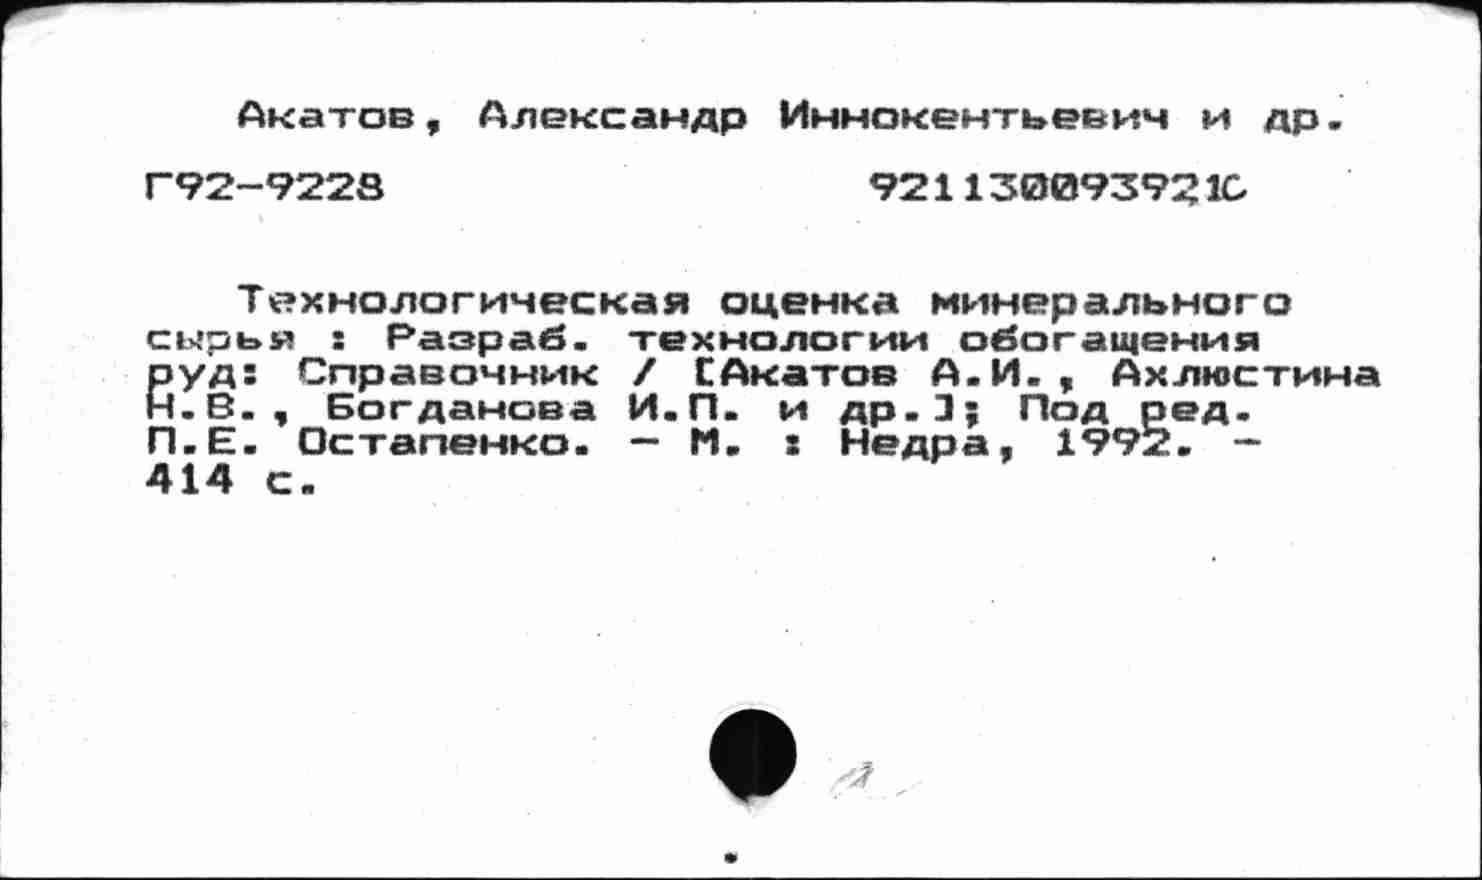 Акатов, Александр Иннокентьевич и др.
Г92-9228 921130093921С
Технологическая оценка минерального
сырья : Разраб. технологии обогащения
руд: Справочник / [Акатов А.И., Ахлюстина
Н.В., Богданова И.П. и др.]; Под ред.
П.Е. Остапенко. - М. : Недра, 1992. -
414 с.